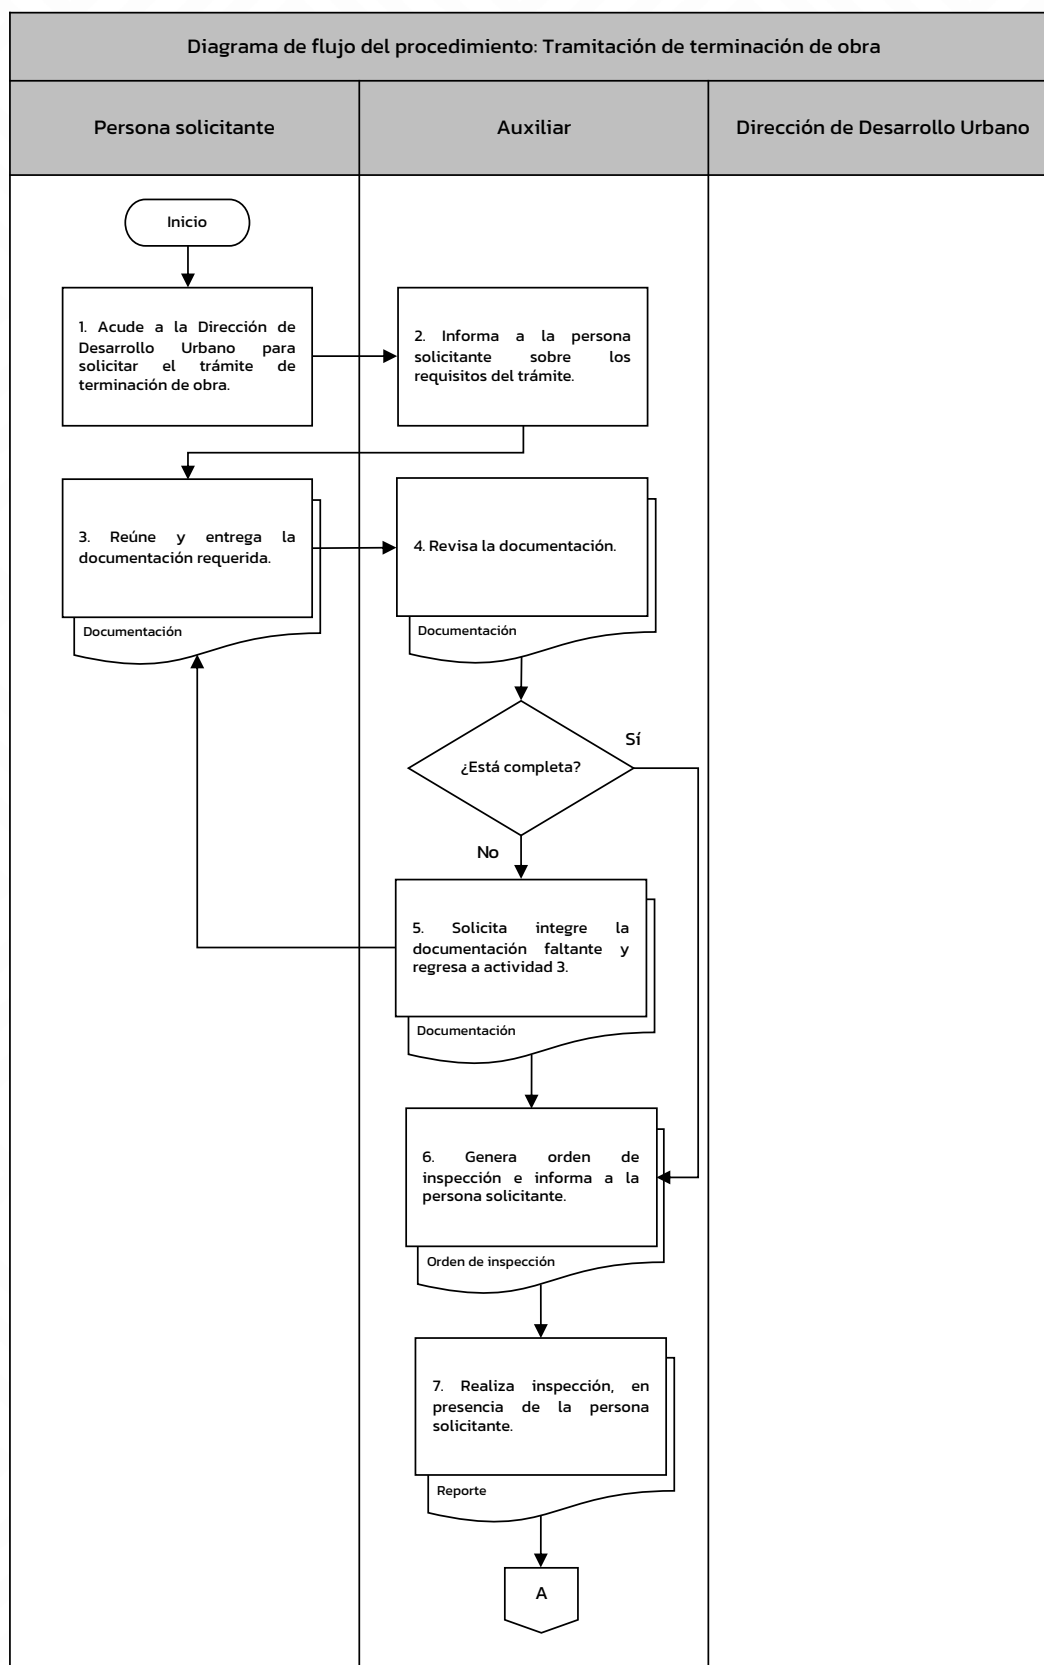 Diagrama de flujo del procedimiento: Tramitación de terminación de obra
Persona solicitante
Auxiliar
Dirección de Desarrollo Urbano
Inicio
1. Acude a la Dirección de
Desarrollo Urbano para
solicitar el trámite de
terminación de obra.
2. Informa a la persona
solicitante sobre los
requisitos del trámite.
3. Reúne y entrega la
documentación requerida.
Documentación
4. Revisa la documentación.
Documentación
¿Está completa?
Sí
No
5. Solicita integre la
documentación faltante y
regresa a actividad 3.
Documentación
6. Genera orden de
inspección e informa a la
persona solicitante.
Orden de inspección
7. Realiza inspección, en
presencia de la persona
solicitante.
Reporte
A